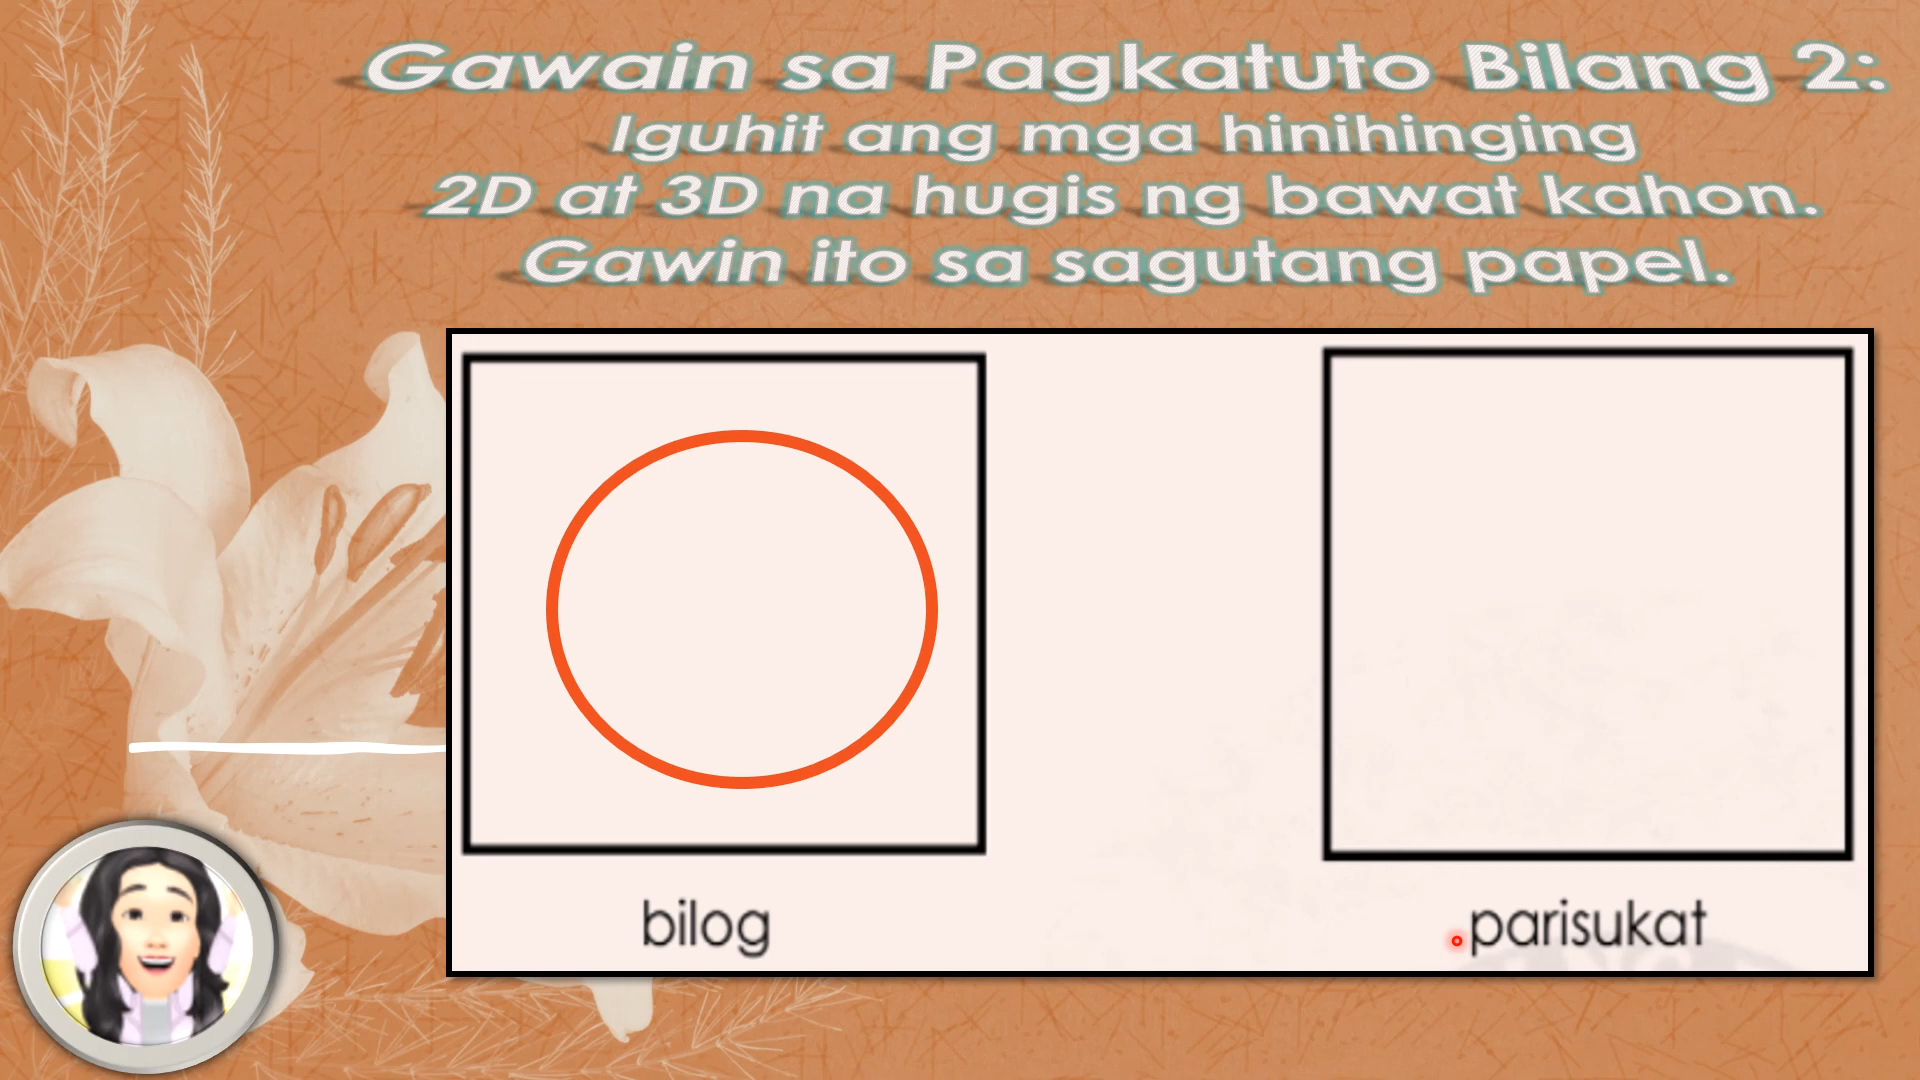 Gawain sa Pagkatuto Bilang 2:
Iguhit ang mga hinihinging
2D at 3D na hugis ng bawat kahon.
Gawin ito sa sagutang papel.
bilog
parisukat